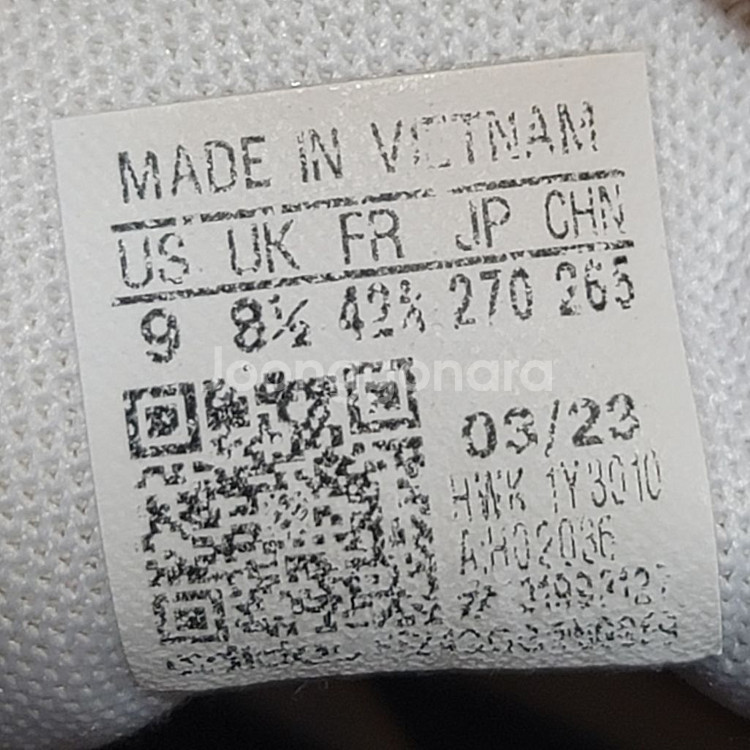 MADE IN VIETNAM
US UK FR JP CHN
9 8½ 42⅔ 270 265
loongyonara
03/23
HWK 1Y3010